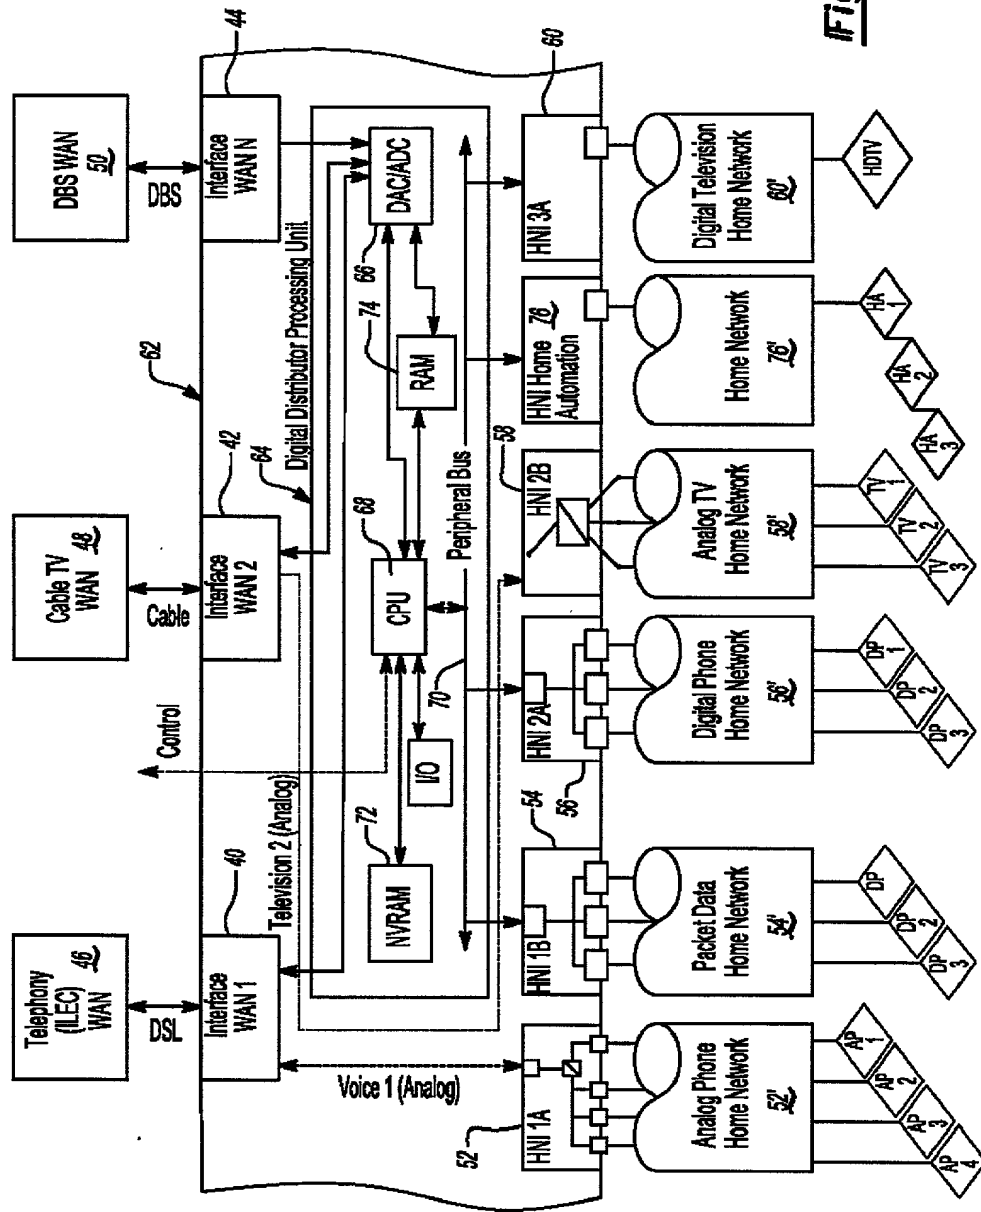 Fig
Telephony
(ILEC) 46
WAN
Cable TV 48
WAN
DBS WAN
50
DSL
Cable
DBS
Control
62
40
42
44
Interface
WAN 1
Interface
WAN 2
Interface
WAN N
Television 2 (Analog)
64
Digital Distributor Processing Unit
72
NVRAM
I/O
68
CPU
74
RAM
66
DAC/ADC
70
Peripheral Bus
Voice 1 (Analog)
52
54
56
58
60
HNI 1A
HNI 1B
HNI 2A
HNI 2B
HNI Home 76
Automation
HNI 3A
Analog Phone
Home Network
52'
Packet Data
Home Network
54'
Digital Phone
Home Network
56'
Analog TV
Home Network
58'
Home Network
76'
Digital Television
Home Network
60'
AP
1
AP
2
AP
3
AP
4
DP
DP
2
DP
3
DP
1
DP
2
DP
3
TV
1
TV
2
TV
3
HA
1
HA
2
HA
3
HDTV